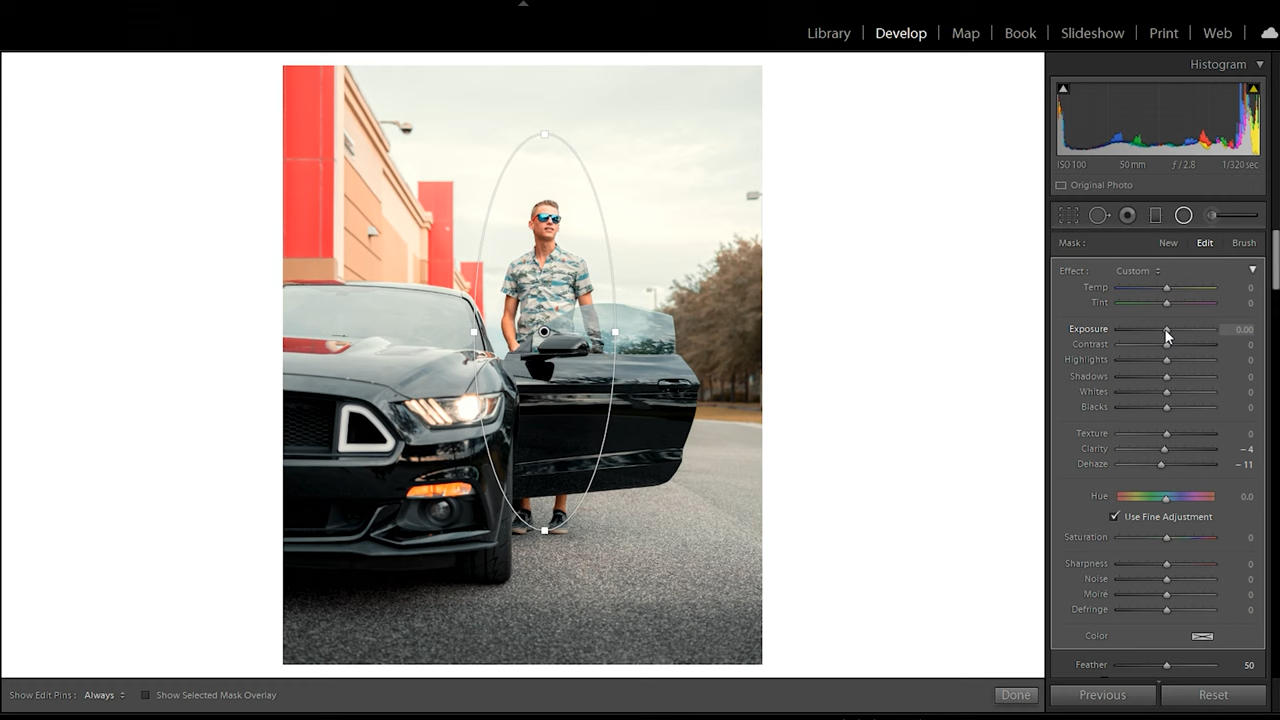 Library Develop Map Book Slideshow Print Web
Histogram
ISO 100 50 mm ƒ / 2.8 1/320 sec
Original Photo
Mask : New Edit Brush
Effect : Custom
Temp 0
Tint 0
Exposure 0.00
Contrast 0
Highlights 0
Shadows 0
Whites 0
Blacks 0
Texture 0
Clarity – 4
Dehaze – 11
Hue 0.0
Use Fine Adjustment
Saturation 0
Sharpness 0
Noise 0
Moiré 0
Defringe 0
Color
Feather 50
Show Edit Pins : Always Show Selected Mask Overlay Done Previous Reset